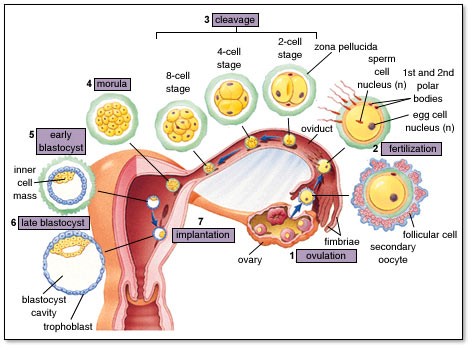 3 cleavage
2-cell
stage
4-cell
stage
8-cell
stage
zona pellucida
sperm
cell
nucleus (n)
1st and 2nd
polar
bodies
egg cell
nucleus (n)
oviduct
4 morula
2 fertilization
5 early
blastocyst
inner
cell
mass
6 late blastocyst
7
implantation
blastocyst
cavity
trophoblast
ovary
1 ovulation
fimbriae
follicular cell
secondary
oocyte